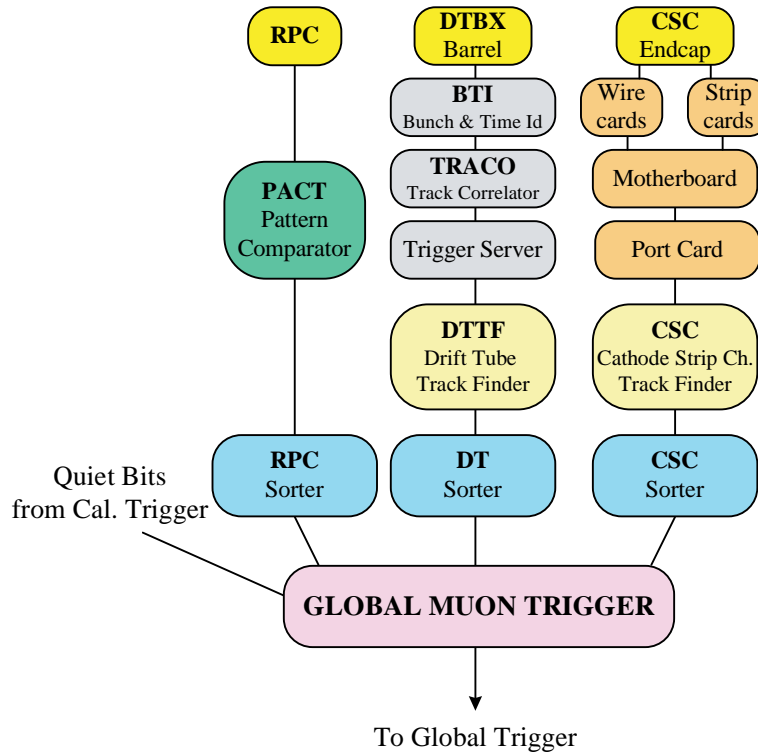 RPC
DTBX
Barrel
CSC
Endcap
BTI
Bunch & Time Id
Wire
cards
Strip
cards
PACT
Pattern
Comparator
TRACO
Track Correlator
Motherboard
Trigger Server
Port Card
DTTF
Drift Tube
Track Finder
CSC
Cathode Strip Ch.
Track Finder
RPC
Sorter
DT
Sorter
CSC
Sorter
Quiet Bits
from Cal. Trigger
GLOBAL MUON TRIGGER
To Global Trigger